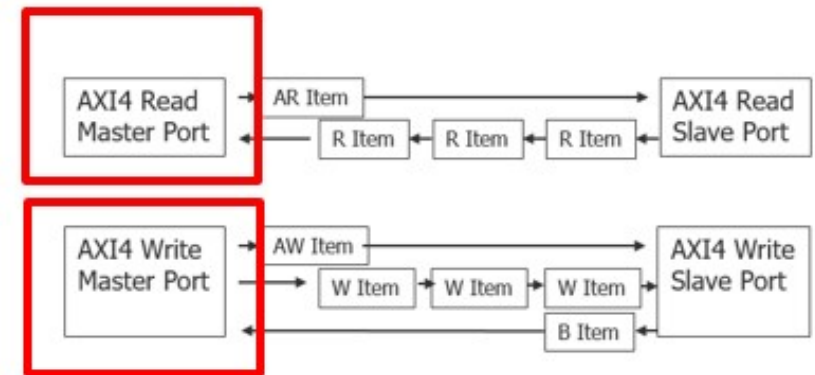 AXI4 Read
Master Port
AR Item
R Item
R Item
R Item
AXI4 Read
Slave Port
AXI4 Write
Master Port
AW Item
W Item
W Item
W Item
B Item
AXI4 Write
Slave Port